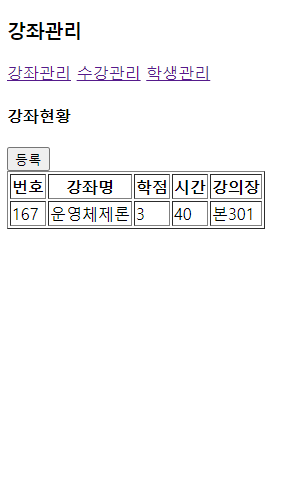 강좌관리
강좌관리 수강관리 학생관리
강좌현황
등록
번호 강좌명 학점 시간 강의장
167 운영체제론 3 40 본301